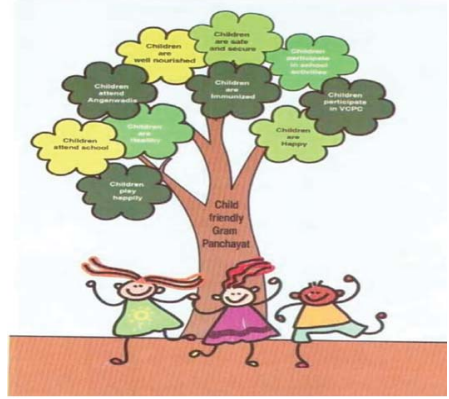 Children
are
well nourished
Children
are safe
and secure
Children
participate
in school
activities
Children
attend
Anganwadis
Children
are
Immunized
Children
participate
in VCPC
Children
attend school
Children
are
Healthy
Children
are
Happy
Children
play
happily
Child
friendly
Gram
Panchayat